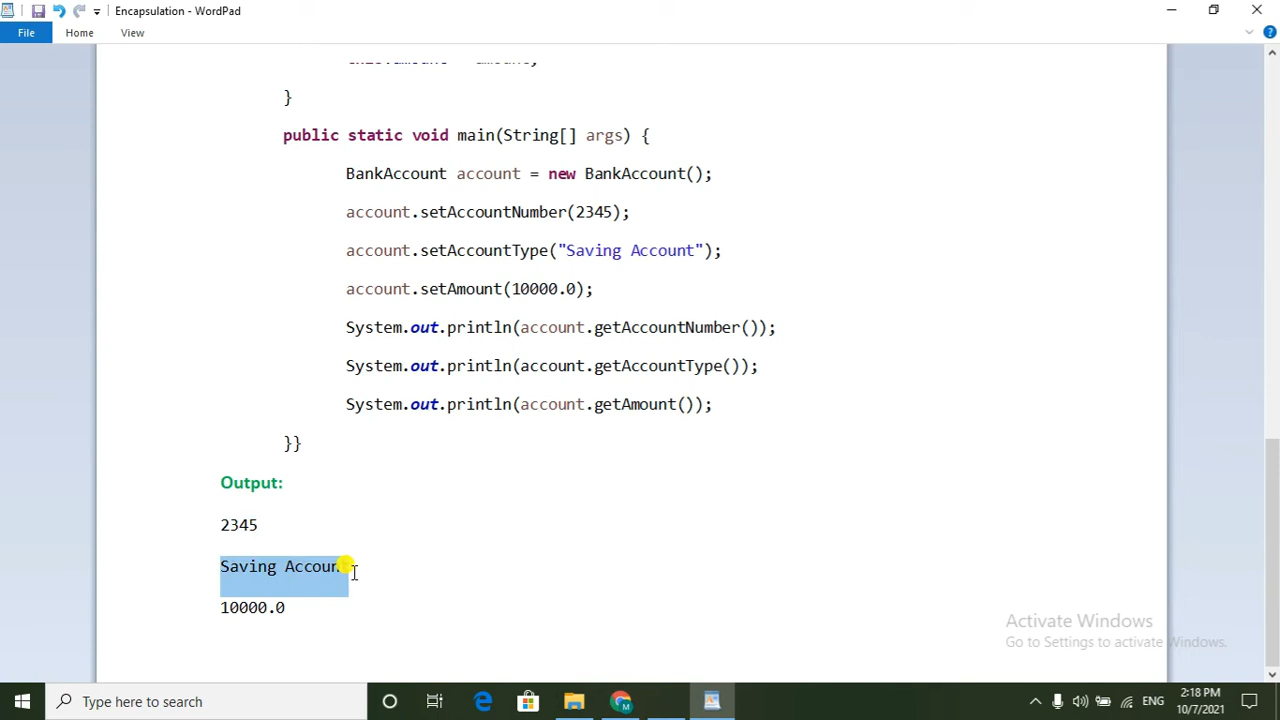 Encapsulation - WordPad
File Home View
}
public static void main(String[] args) {
BankAccount account = new BankAccount();
account.setAccountNumber(2345);
account.setAccountType("Saving Account");
account.setAmount(10000.0);
System.out.println(account.getAccountNumber());
System.out.println(account.getAccountType());
System.out.println(account.getAmount());
}}
Output:
2345
Saving Account
10000.0
Activate Windows
Go to Settings to activate Windows.
Type here to search
ENG
2:18 PM
10/7/2021